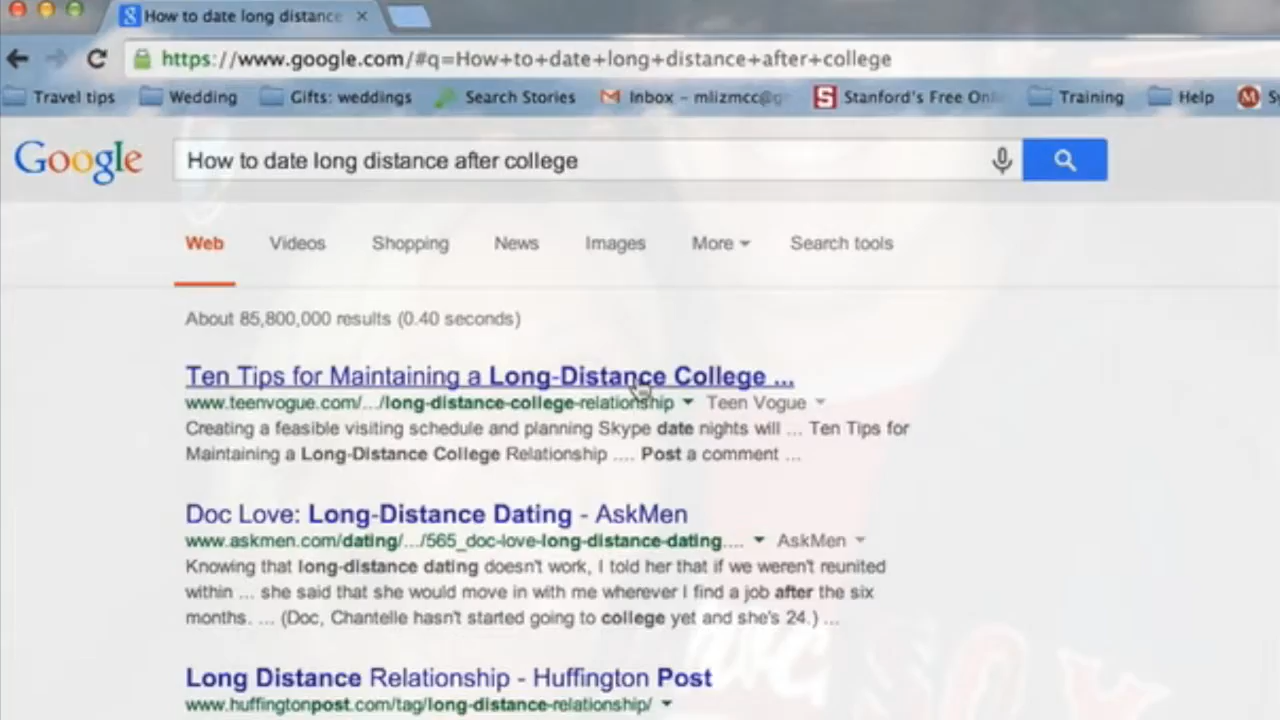 How to date long distance
https://www.google.com/#q=How+to+date+long+distance+after+college
Travel tips Wedding Gifts: weddings Search Stories Inbox - mlizmcc@g Stanford's Free Onl Training Help
Google How to date long distance after college
Web Videos Shopping News Images More Search tools
About 85,800,000 results (0.40 seconds)
Ten Tips for Maintaining a Long-Distance College ...
www.teenvogue.com/.../long-distance-college-relationship Teen Vogue
Creating a feasible visiting schedule and planning Skype date nights will ... Ten Tips for
Maintaining a Long-Distance College Relationship .... Post a comment ...
Doc Love: Long-Distance Dating - AskMen
www.askmen.com/dating/.../565_doc-love-long-distance-dating.... AskMen
Knowing that long-distance dating doesn't work, I told her that if we weren't reunited
within ... she said that she would move in with me wherever I find a job after the six
months. ... (Doc, Chantelle hasn't started going to college yet and she's 24.) ...
Long Distance Relationship - Huffington Post
www.huffingtonpost.com/tag/long-distance-relationship/